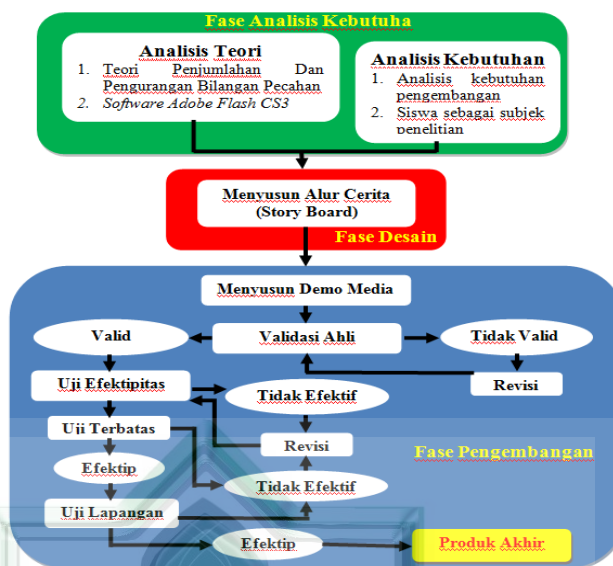 Fase Analisis Kebutuha
Analisis Teori
1. Teori Penjumlahan Dan
Pengurangan Bilangan Pecahan
2. Software Adobe Flash CS3
Analisis Kebutuhan
1. Analisis kebutuhan
pengembangan
2. Siswa sebagai subjek
penelitian
Menyusun Alur Cerita
(Story Board)
Fase Desain
Menyusun Demo Media
Valid
Validasi Ahli
Tidak Valid
Uji Efektipitas
Tidak Efektif
Revisi
Uji Terbatas
Revisi
Fase Pengembangan
Efektip
Tidak Efektif
Uji Lapangan
Efektip
Produk Akhir